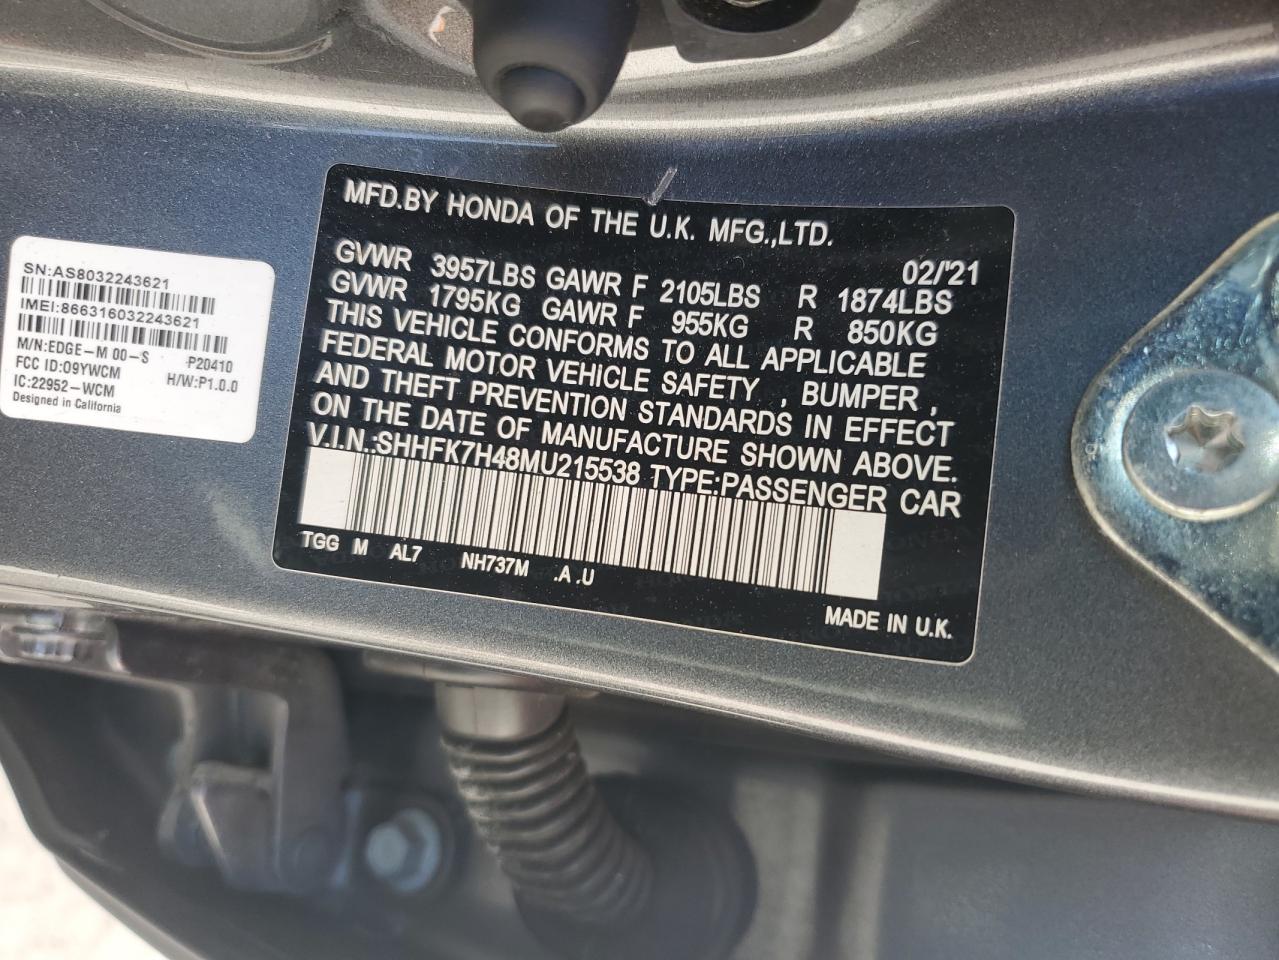 MFD.BY HONDA OF THE U.K. MFG.,LTD.
02/'21
GVWR 3957LBS GAWR F 2105LBS R 1874LBS
GVWR 1795KG GAWR F 955KG R 850KG
THIS VEHICLE CONFORMS TO ALL APPLICABLE
FEDERAL MOTOR VEHICLE SAFETY , BUMPER ,
AND THEFT PREVENTION STANDARDS IN EFFECT
ON THE DATE OF MANUFACTURE SHOWN ABOVE.
V.I.N.:SHHFK7H48MU215538 TYPE:PASSENGER CAR
TGG M AL7 NH737M .A .U
MADE IN U.K.
SN:AS8032243621
IMEI:866316032243621
M/N:EDGE-M 00-S P20410
FCC ID:09YWCM H/W:P1.0.0
IC:22952-WCM
Designed in California